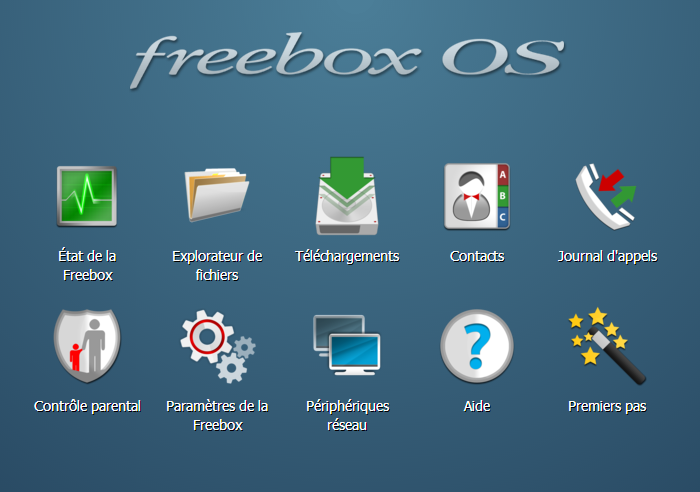 freebox OS
A
B
C
État de la
Freebox
Explorateur de
fichiers
Téléchargements
Contacts
Journal d'appels
?
Contrôle parental
Paramètres de la
Freebox
Périphériques
réseau
Aide
Premiers pas